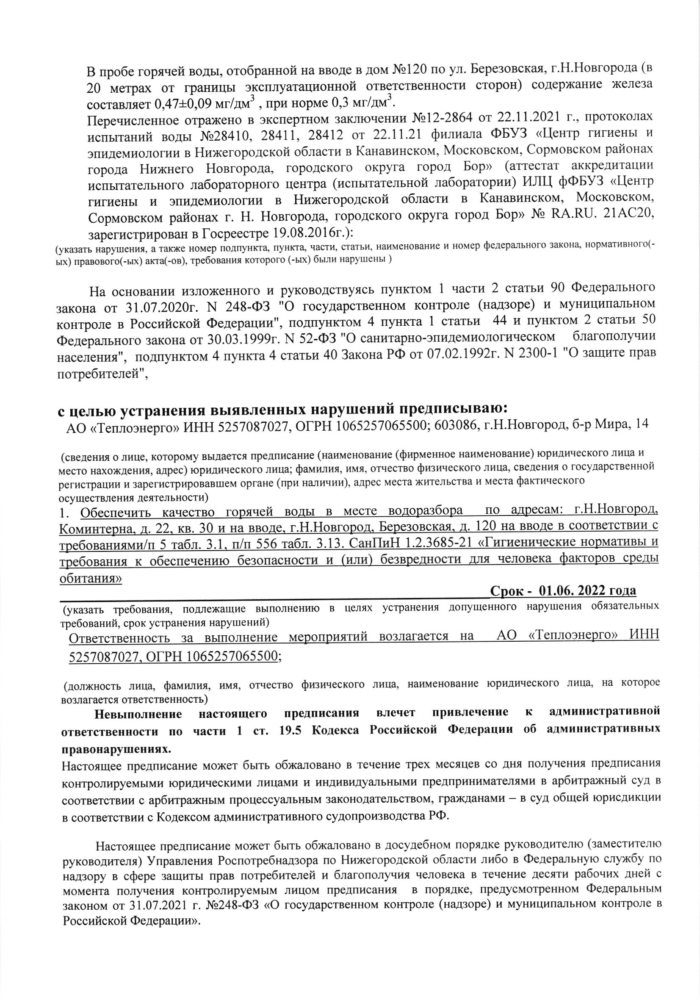 В пробе горячей воды, отобранной на вводе в дом №120 по ул. Березовская, г.Н.Новгорода (в
20 метрах от границы эксплуатационной ответственности сторон) содержание железа
составляет 0,47±0,09 мг/дм³ , при норме 0,3 мг/дм³.
Перечисленное отражено в экспертном заключении №12-2864 от 22.11.2021 г., протоколах
испытаний воды №28410, 28411, 28412 от 22.11.21 филиала ФБУЗ «Центр гигиены и
эпидемиологии в Нижегородской области в Канавинском, Московском, Сормовском районах
города Нижнего Новгорода, городского округа город Бор» (аттестат аккредитации
испытательного лабораторного центра (испытательной лаборатории) ИЛЦ фФБУЗ «Центр
гигиены и эпидемиологии в Нижегородской области в Канавинском, Московском,
Сормовском районах г. Н. Новгорода, городского округа город Бор» № RA.RU. 21АС20,
зарегистрирован в Госреестре 19.08.2016г.):
(указать нарушения, а также номер подпункта, пункта, части, статьи, наименование и номер федерального закона, нормативного(-
ых) правового(-ых) акта(-ов), требования которого (-ых) были нарушены )
На основании изложенного и руководствуясь пунктом 1 части 2 статьи 90 Федерального
закона от 31.07.2020г. N 248-ФЗ "О государственном контроле (надзоре) и муниципальном
контроле в Российской Федерации", подпунктом 4 пункта 1 статьи 44 и пунктом 2 статьи 50
Федерального закона от 30.03.1999г. N 52-ФЗ "О санитарно-эпидемиологическом благополучии
населения", подпунктом 4 пункта 4 статьи 40 Закона РФ от 07.02.1992г. N 2300-1 "О защите прав
потребителей",
с целью устранения выявленных нарушений предписываю:
АО «Теплоэнерго» ИНН 5257087027, ОГРН 1065257065500; 603086, г.Н.Новгород, б-р Мира, 14
(сведения о лице, которому выдается предписание (наименование (фирменное наименование) юридического лица и
место нахождения, адрес) юридического лица; фамилия, имя, отчество физического лица, сведения о государственной
регистрации и зарегистрировавшем органе (при наличии), адрес места жительства и места фактического
осуществления деятельности)
1. Обеспечить качество горячей воды в месте водоразбора по адресам: г.Н.Новгород,
Коминтерна, д. 22, кв. 30 и на вводе, г.Н.Новгород, Березовская, д. 120 на вводе в соответствии с
требованиями/п 5 табл. 3.1, п/п 556 табл. 3.13. СанПиН 1.2.3685-21 «Гигиенические нормативы и
требования к обеспечению безопасности и (или) безвредности для человека факторов среды
обитания»
Срок - 01.06. 2022 года
(указать требования, подлежащие выполнению в целях устранения допущенного нарушения обязательных
требований, срок устранения нарушений)
Ответственность за выполнение мероприятий возлагается на АО «Теплоэнерго» ИНН
5257087027, ОГРН 1065257065500;
(должность лица, фамилия, имя, отчество физического лица, наименование юридического лица, на которое
возлагается ответственность)
Невыполнение настоящего предписания влечет привлечение к административной
ответственности по части 1 ст. 19.5 Кодекса Российской Федерации об административных
правонарушениях.
Настоящее предписание может быть обжаловано в течение трех месяцев со дня получения предписания
контролируемыми юридическими лицами и индивидуальными предпринимателями в арбитражный суд в
соответствии с арбитражным процессуальным законодательством, гражданами – в суд общей юрисдикции
в соответствии с Кодексом административного судопроизводства РФ.
Настоящее предписание может быть обжаловано в досудебном порядке руководителю (заместителю
руководителя) Управления Роспотребнадзора по Нижегородской области либо в Федеральную службу по
надзору в сфере защиты прав потребителей и благополучия человека в течение десяти рабочих дней с
момента получения контролируемым лицом предписания в порядке, предусмотренном Федеральным
законом от 31.07.2021 г. №248-ФЗ «О государственном контроле (надзоре) и муниципальном контроле в
Российской Федерации».